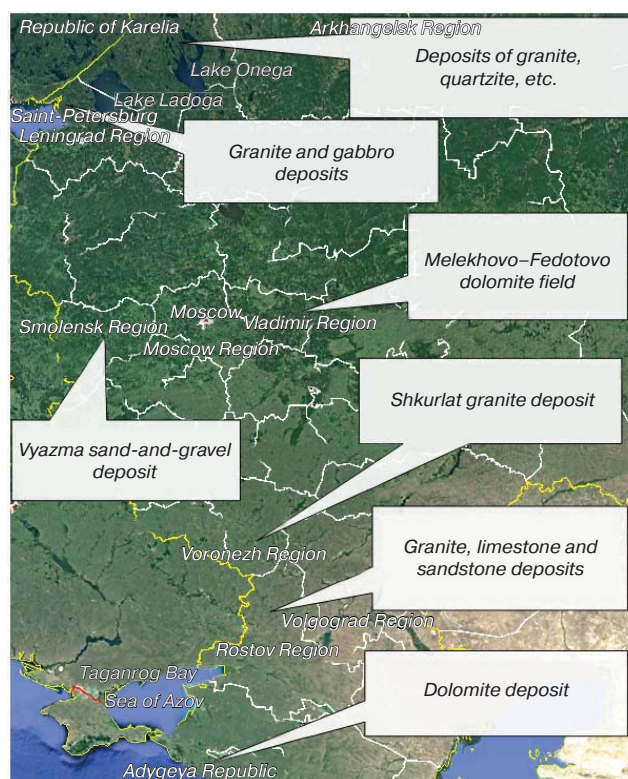 Republic of Karelia
Arkhangelsk Region
Deposits of granite,
quartzite, etc.
Lake Onega
Lake Ladoga
Saint-Petersburg
Leningrad Region
Granite and gabbro
deposits
Melekhovo–Fedotovo
dolomite field
Moscow
Smolensk Region
Vladimir Region
Moscow Region
Shkurlat granite deposit
Vyazma sand-and-gravel
deposit
Granite, limestone and
sandstone deposits
Voronezh Region
Volgograd Region
Rostov Region
Taganrog Bay
Dolomite deposit
Sea of Azov
Adygeya Republic